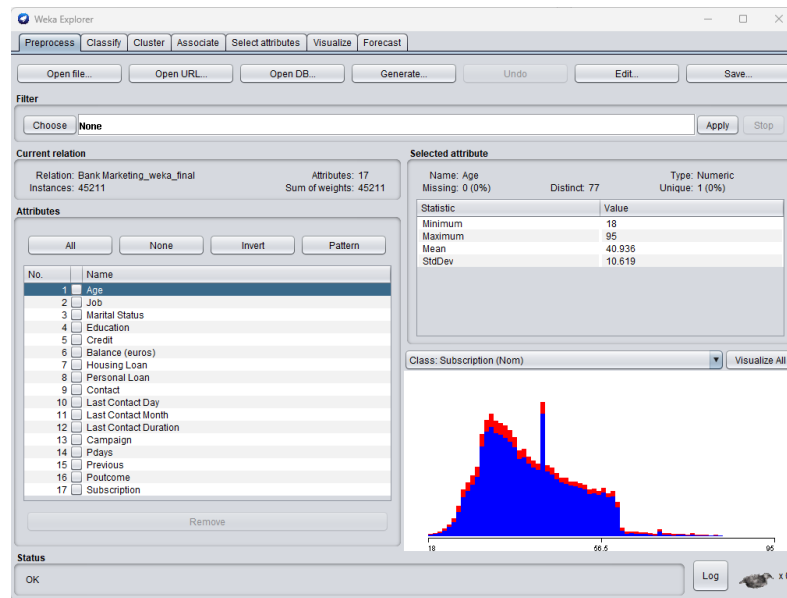 Weka Explorer
Preprocess Classify Cluster Associate Select attributes Visualize Forecast
Open file... Open URL... Open DB... Generate... Undo Edit... Save...
Filter
Choose None Apply Stop
Current relation
Relation: Bank Marketing_weka_final Attributes: 17
Instances: 45211 Sum of weights: 45211
Attributes
All None Invert Pattern
No. Name
1 Age
2 Job
3 Marital Status
4 Education
5 Credit
6 Balance (euros)
7 Housing Loan
8 Personal Loan
9 Contact
10 Last Contact Day
11 Last Contact Month
12 Last Contact Duration
13 Campaign
14 Pdays
15 Previous
16 Poutcome
17 Subscription
Remove
Selected attribute
Name: Age Type: Numeric
Missing: 0 (0%) Distinct: 77 Unique: 1 (0%)
Statistic Value
Minimum 18
Maximum 95
Mean 40.936
StdDev 10.619
Class: Subscription (Nom) Visualize All
18 56.5 95
Status
OK Log x